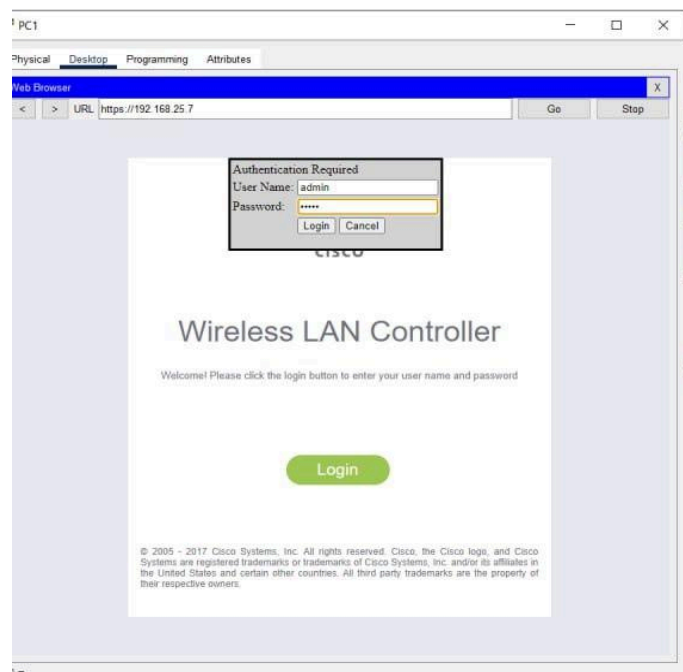 PC1
Physical Desktop Programming Attributes
Web Browser X
< > URL https://192.168.25.7 Go Stop
Authentication Required
User Name: admin
Password: •••••
Login Cancel
cisco
Wireless LAN Controller
Welcome! Please click the login button to enter your user name and password
Login
© 2005 - 2017 Cisco Systems, Inc. All rights reserved. Cisco, the Cisco logo, and Cisco
Systems are registered trademarks or trademarks of Cisco Systems, Inc. and/or its affiliates in
the United States and certain other countries. All third party trademarks are the property of
their respective owners.